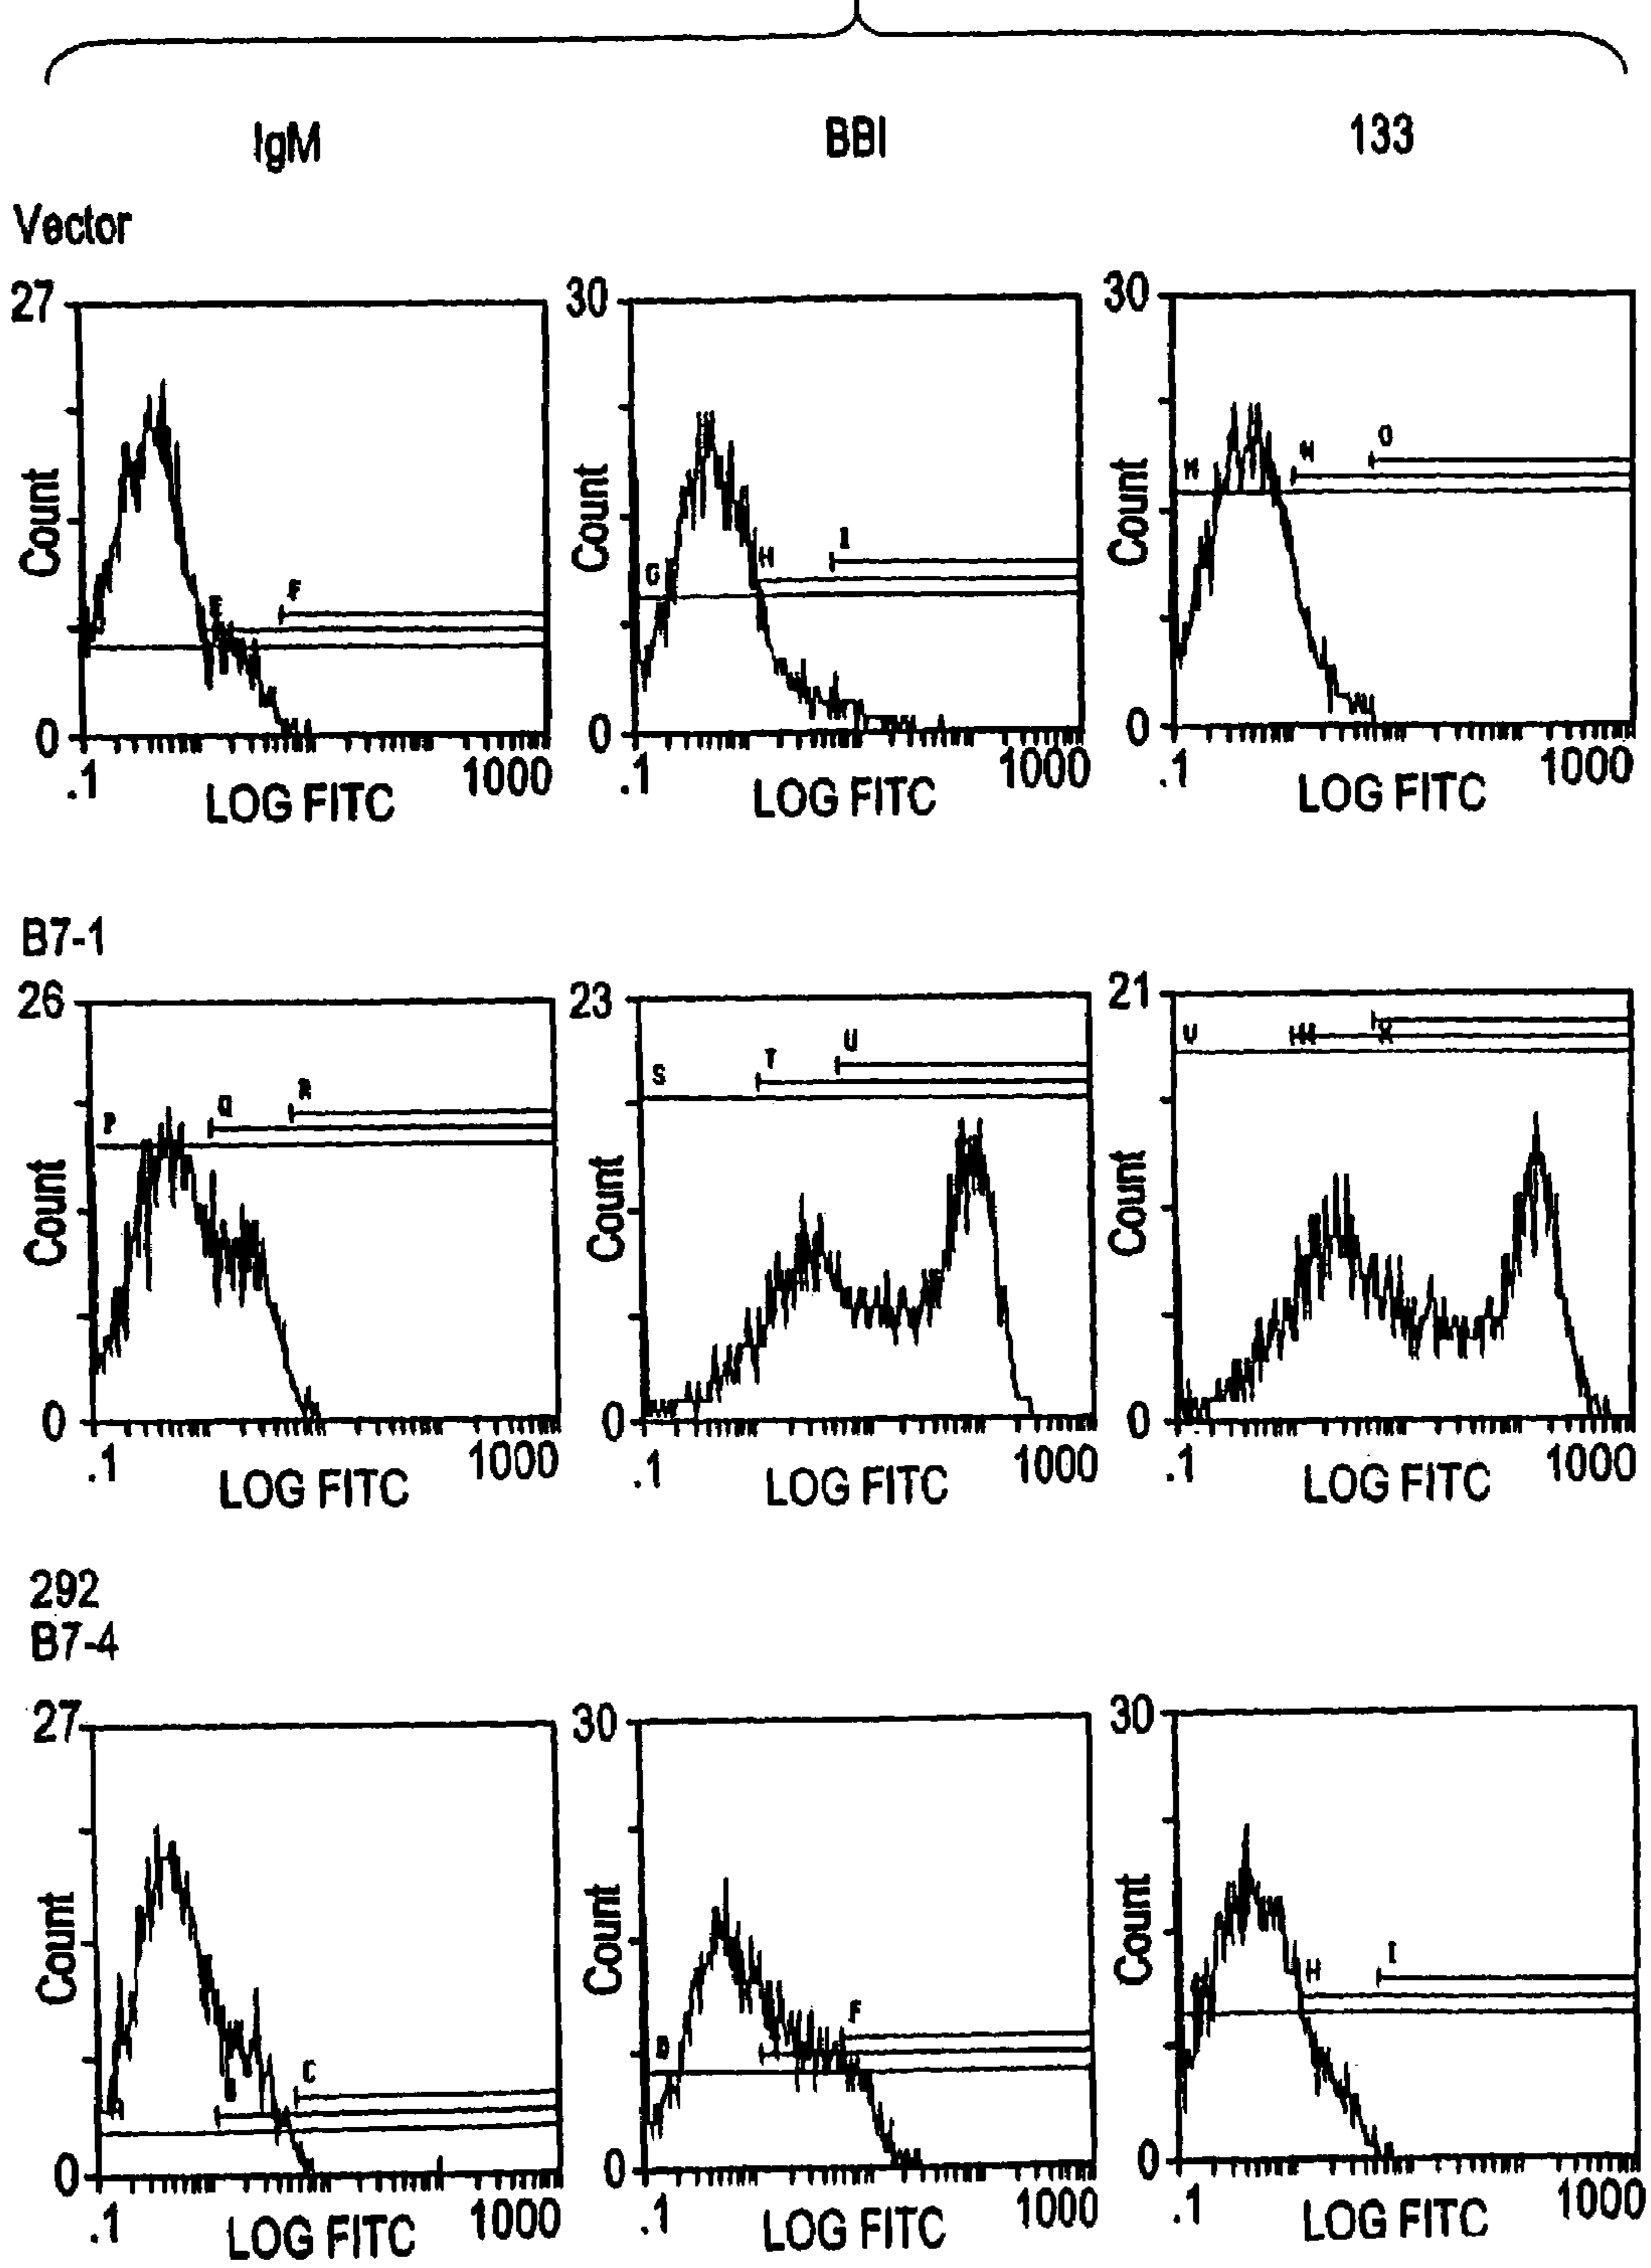 IgM BBI 133
Vector
27 30 30
Count Count Count
F
G H I
O
0 0 0
.1 1000 .1 1000 .1 1000
LOG FITC LOG FITC LOG FITC
B7-1
26 23 21
Count Count Count
P Q R
S T U
0 0 0
.1 1000 .1 1000 .1 1000
LOG FITC LOG FITC LOG FITC
292
B7-4
27 30 30
Count Count Count
C
D F
H I
0 0 0
.1 1000 .1 1000 .1 1000
LOG FITC LOG FITC LOG FITC